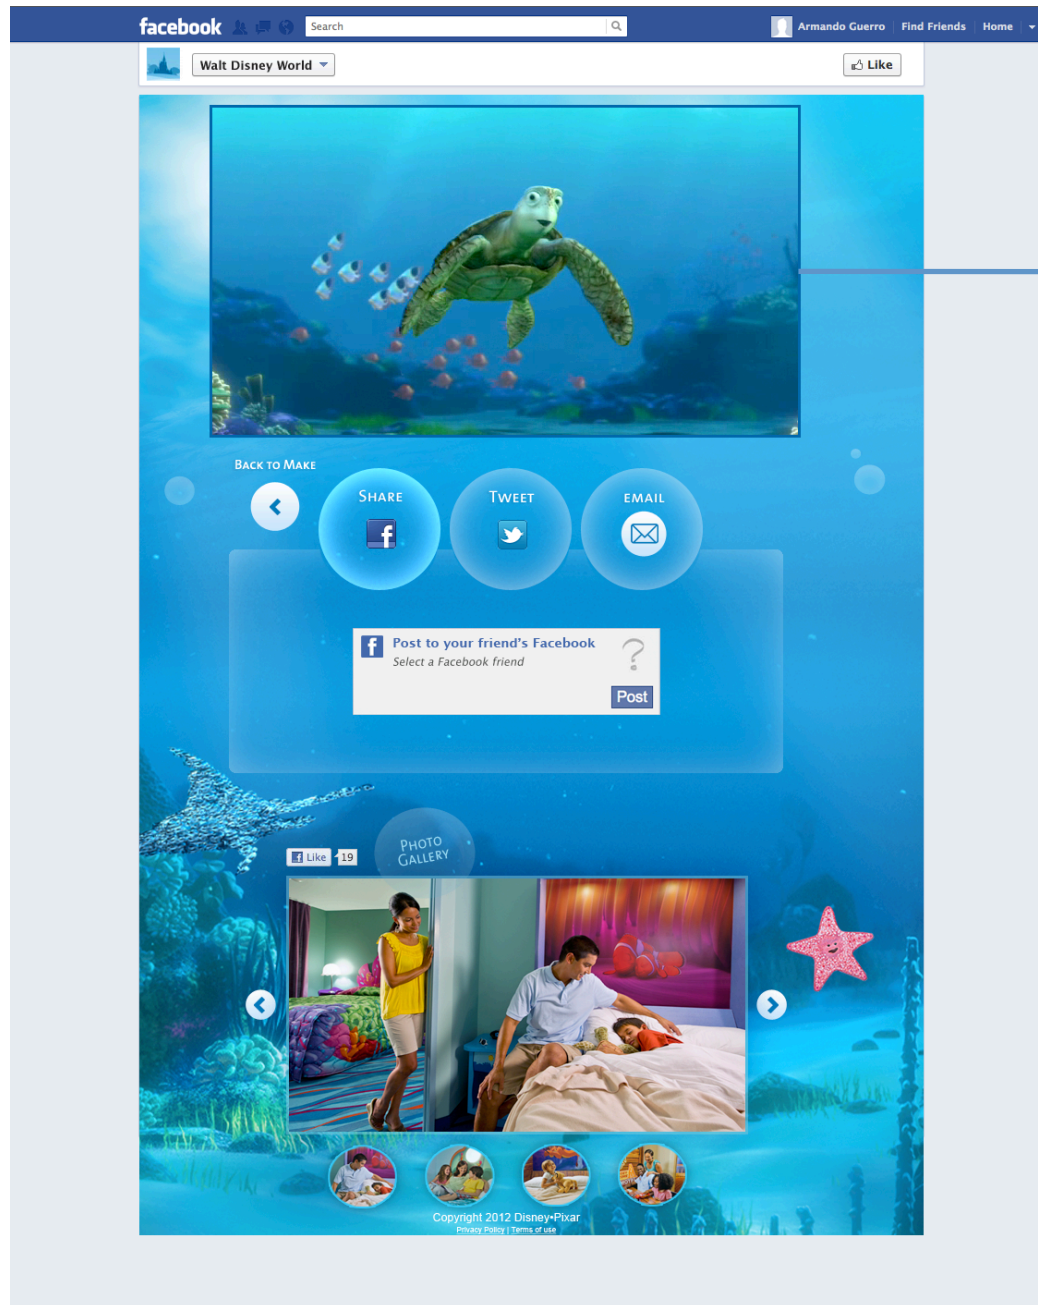 facebook
Search
Armando Guerro
Find Friends
Home
Walt Disney World
Like
BACK TO MAKE
SHARE
TWEET
EMAIL
f
f
Post to your friend's Facebook
Select a Facebook friend
?
Post
PHOTO
GALLERY
f Like
19
Copyright 2012 Disney•Pixar
Privacy Policy | Terms of use